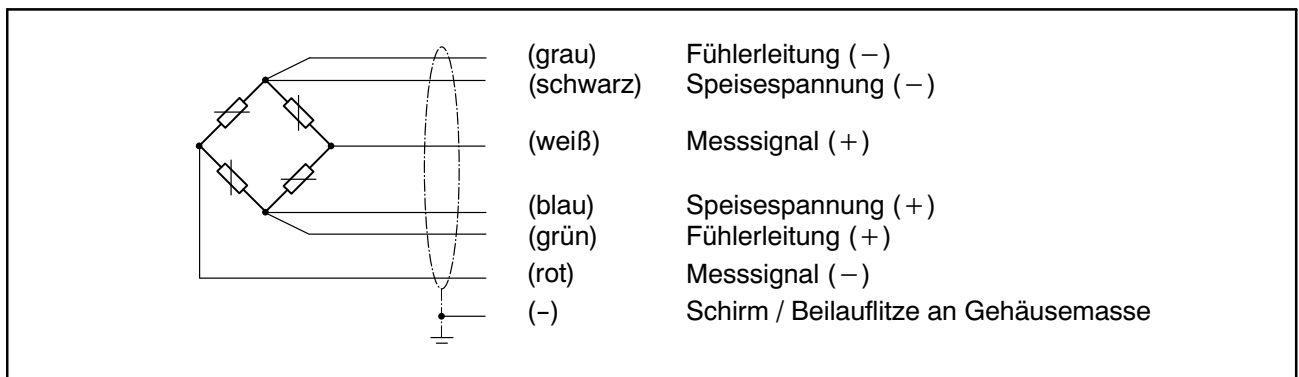 (grau) Fühlerleitung (−)
(schwarz) Speisespannung (−)
(weiß) Messsignal (+)
(blau) Speisespannung (+)
(grün) Fühlerleitung (+)
(rot) Messsignal (−)
(–) Schirm / Beilauflitze an Gehäusemasse